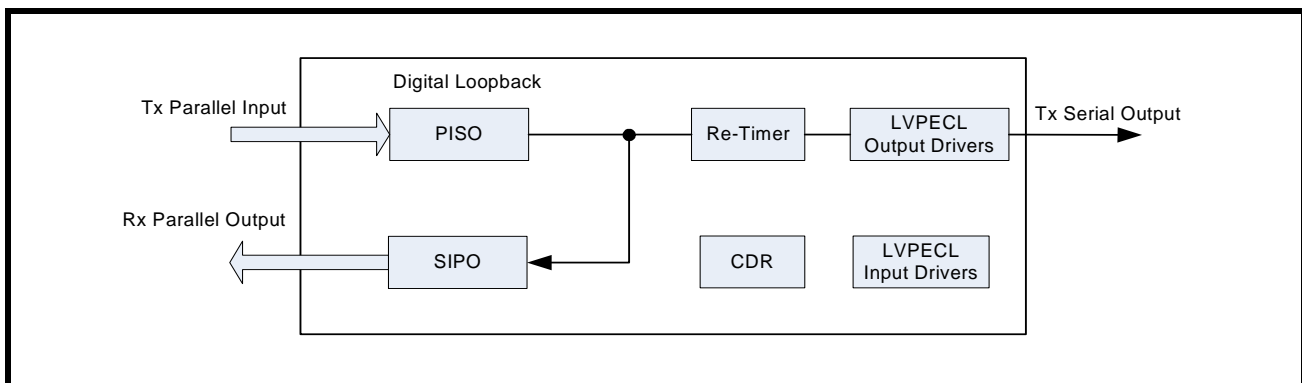 Digital Loopback
Tx Parallel Input
PISO
Re-Timer
LVPECL
Output Drivers
Tx Serial Output
Rx Parallel Output
SIPO
CDR
LVPECL
Input Drivers